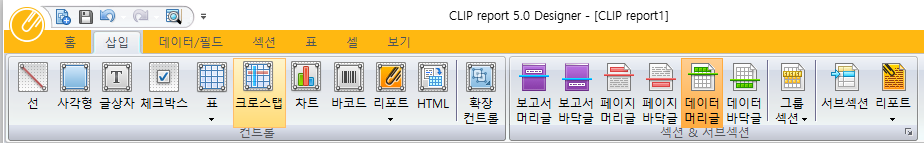 CLIP report 5.0 Designer - [CLIP report1]
홈 삽입 데이터/필드 섹션 표 셀 보기
선 사각형 글상자 체크박스 표 크로스탭 차트 바코드 리포트 HTML 확장 컨트롤
컨트롤
보고서 머리글 보고서 바닥글 페이지 머리글 페이지 바닥글 데이터 머리글 데이터 바닥글 그룹 섹션 서브섹션 리포트
섹션 & 서브섹션